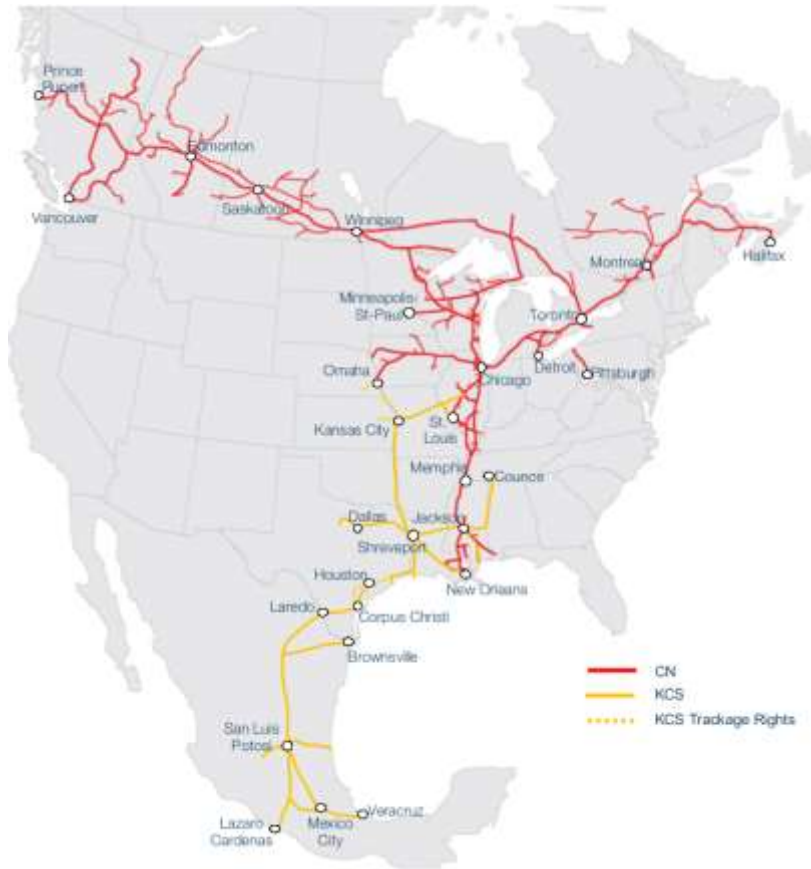 Prince
Rupert
Edmonton
Saskatoon
Vancouver
Winnipeg
Montreal
Halifax
Minneapolis-
St-Paul
Toronto
Detroit
Pittsburgh
Chicago
Omaha
Kansas City
St.
Louis
Memphis
Counce
Dallas
Jackson
Shreveport
Houston
New Orleans
Laredo
Corpus Christi
Brownsville
CN
KCS
KCS Trackage Rights
San Luis
Potosi
Veracruz
Mexico
City
Lazaro
Cardenas